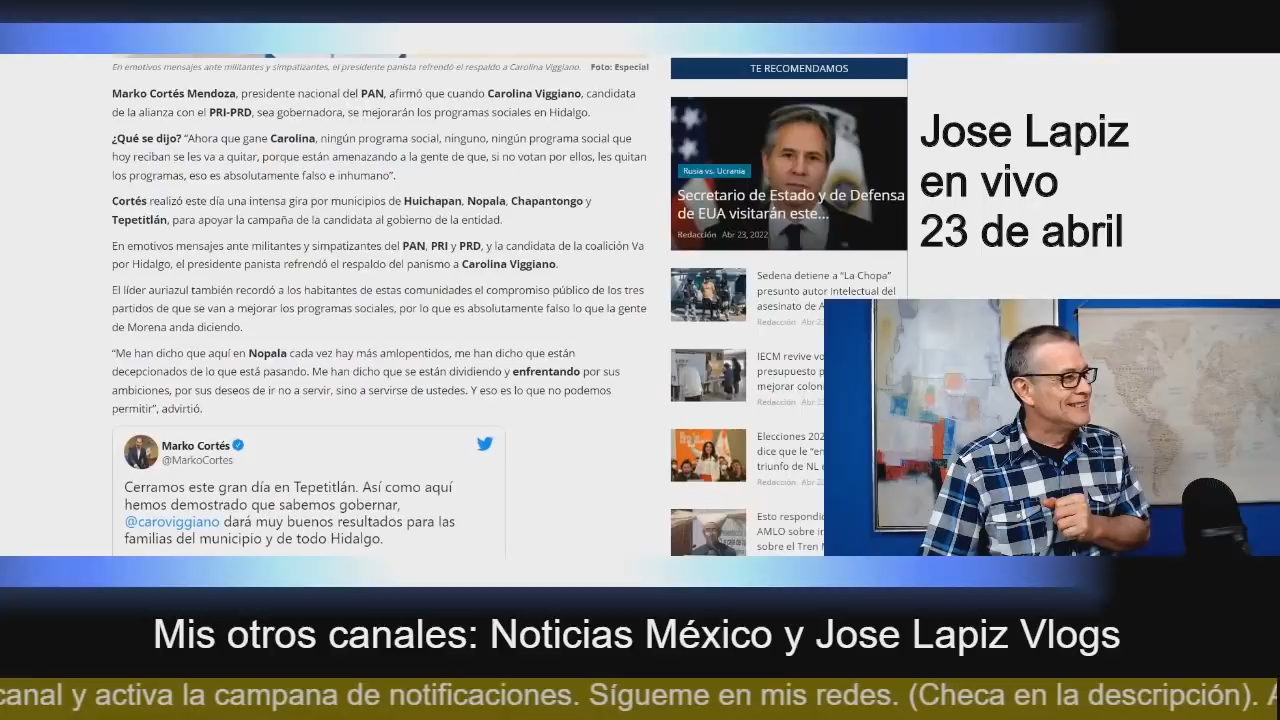 En emotivos mensajes ante militantes y simpatizantes, el presidente panista refrendó el respaldo a Carolina Viggiano. Foto: Especial
Marko Cortés Mendoza, presidente nacional del PAN, afirmó que cuando Carolina Viggiano, candidata
de la alianza con el PRI-PRD, sea gobernadora, se mejorarán los programas sociales en Hidalgo.
¿Qué se dijo? “Ahora que gane Carolina, ningún programa social, ninguno, ningún programa social que
hoy reciban se les va a quitar, porque están amenazando a la gente de que, si no votan por ellos, les quitan
los programas, eso es absolutamente falso e inhumano”.
Cortés realizó este día una intensa gira por municipios de Huichapan, Nopala, Chapantongo y
Tepetitlán, para apoyar la campaña de la candidata al gobierno de la entidad.
En emotivos mensajes ante militantes y simpatizantes del PAN, PRI y PRD, y la candidata de la coalición Va
por Hidalgo, el presidente panista refrendó el respaldo del panismo a Carolina Viggiano.
El líder auriazul también recordó a los habitantes de estas comunidades el compromiso público de los tres
partidos de que se van a mejorar los programas sociales, por lo que es absolutamente falso lo que la gente
de Morena anda diciendo.
“Me han dicho que aquí en Nopala cada vez hay más amlopentidos, me han dicho que están
decepcionados de lo que está pasando. Me han dicho que se están dividiendo y enfrentando por sus
ambiciones, por sus deseos de ir no a servir, sino a servirse de ustedes. Y eso es lo que no podemos
permitir”, advirtió.
Marko Cortés
@MarkoCortes
Cerramos este gran día en Tepetitlán. Así como aquí
hemos demostrado que sabemos gobernar,
@caroviggiano dará muy buenos resultados para las
familias del municipio y de todo Hidalgo.
TE RECOMENDAMOS
Rusia vs. Ucrania
Secretario de Estado y de Defensa
de EUA visitarán este...
Redacción Abr 23, 2022
Sedena detiene a “La Chopa”
presunto autor intelectual del
asesinato de A
Redacción Abr 23
IECM revive vo
presupuesto p
mejorar colon
Redacción Abr 2
Elecciones 202
dice que le “en
triunfo de NL e
Redacción Abr 2
Esto respondió
AMLO sobre in
sobre el Tren M
Jose Lapiz
en vivo
23 de abril
Mis otros canales: Noticias México y Jose Lapiz Vlogs
canal y activa la campana de notificaciones. Sígueme en mis redes. (Checa en la descripción). A